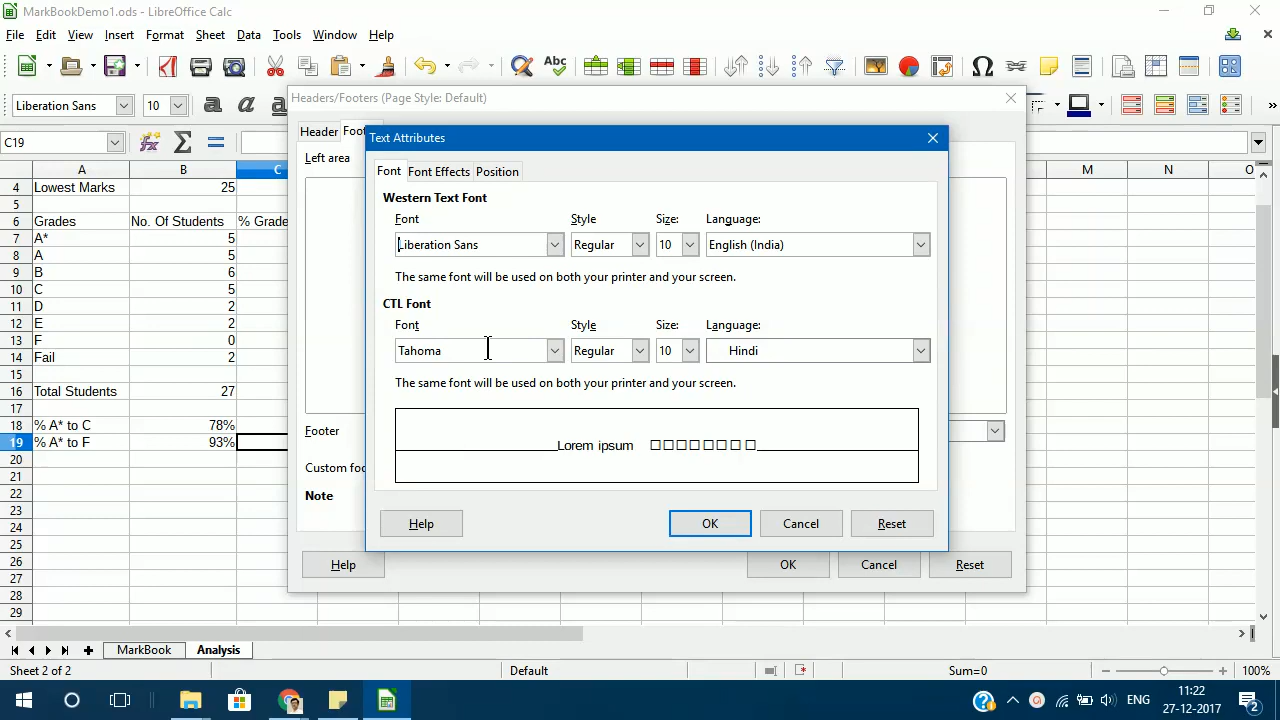 MarkBookDemo1.ods - LibreOffice Calc
File Edit View Insert Format Sheet Data Tools Window Help
Abc
Liberation Sans 10 a a a
C19
Headers/Footers (Page Style: Default)
Header Foo
Left area
Text Attributes
Font Font Effects Position
Western Text Font
Font Style Size: Language:
Liberation Sans Regular 10 English (India)
The same font will be used on both your printer and your screen.
CTL Font
Font Style Size: Language:
Tahoma Regular 10 Hindi
The same font will be used on both your printer and your screen.
Lorem ipsum
Help OK Cancel Reset
Footer
Custom foo
Note
Help OK Cancel Reset
A B C M N O
4 Lowest Marks 25
5
6 Grades No. Of Students % Grade
7 A* 5
8 A 5
9 B 6
10 C 5
11 D 2
12 E 2
13 F 0
14 Fail 2
15
16 Total Students 27
17
18 % A* to C 78%
19 % A* to F 93%
20
21
22
23
24
25
26
27
28
29
MarkBook Analysis
Sheet 2 of 2 Default Sum=0 100%
ENG 11:22
27-12-2017
2